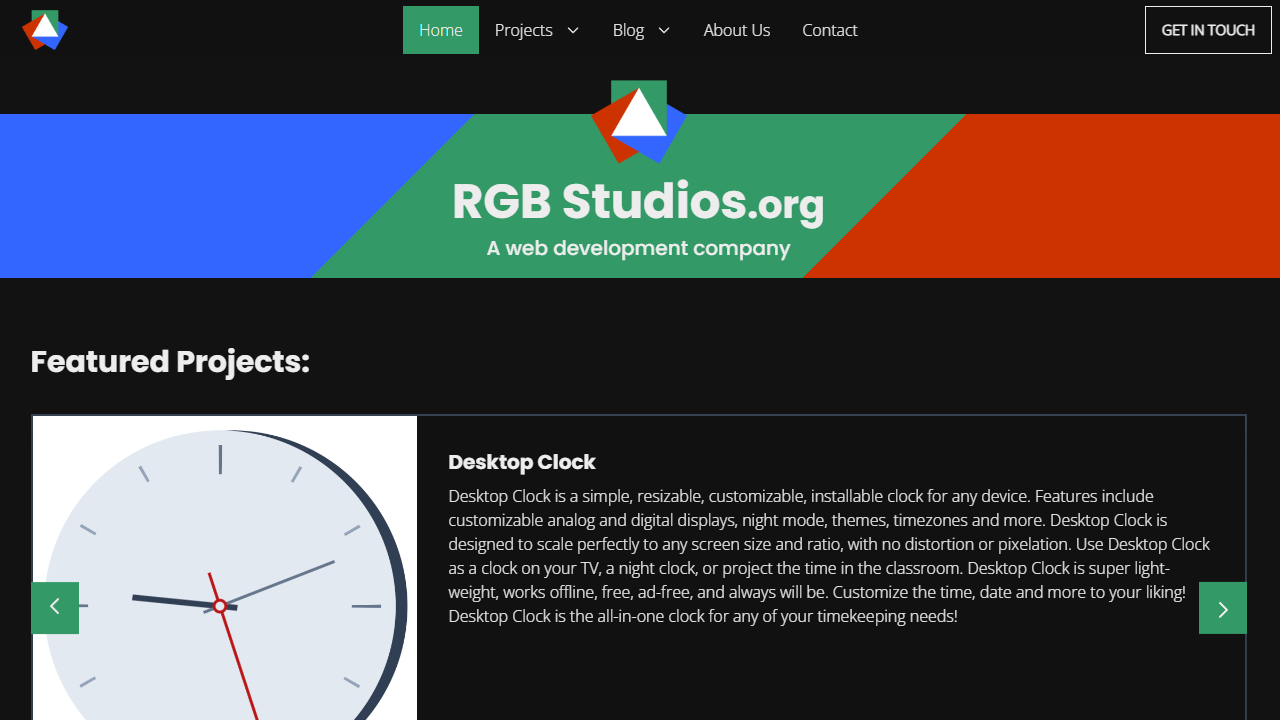 Home Projects Blog About Us Contact GET IN TOUCH
RGB Studios.org
A web development company
Featured Projects:
Desktop Clock
Desktop Clock is a simple, resizable, customizable, installable clock for any device. Features include
customizable analog and digital displays, night mode, themes, timezones and more. Desktop Clock is
designed to scale perfectly to any screen size and ratio, with no distortion or pixelation. Use Desktop Clock
as a clock on your TV, a night clock, or project the time in the classroom. Desktop Clock is super light-
weight, works offline, free, ad-free, and always will be. Customize the time, date and more to your liking!
Desktop Clock is the all-in-one clock for any of your timekeeping needs!